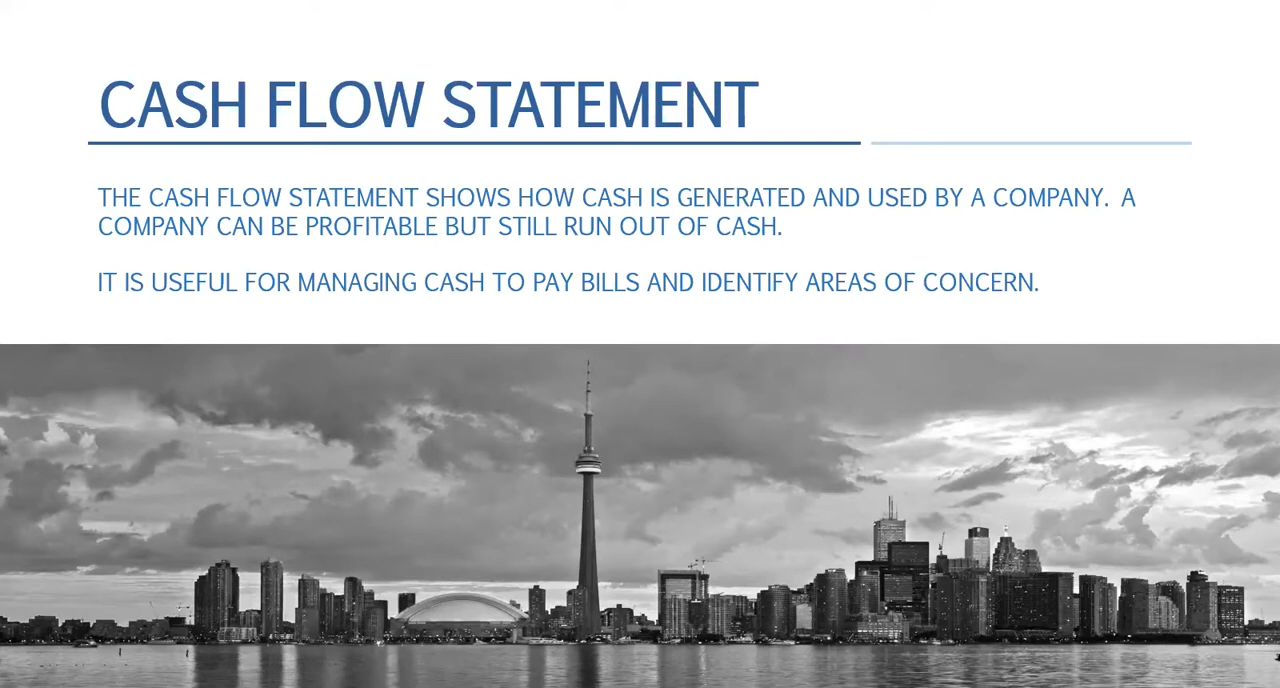 CASH FLOW STATEMENT
THE CASH FLOW STATEMENT SHOWS HOW CASH IS GENERATED AND USED BY A COMPANY.  A
COMPANY CAN BE PROFITABLE BUT STILL RUN OUT OF CASH.
IT IS USEFUL FOR MANAGING CASH TO PAY BILLS AND IDENTIFY AREAS OF CONCERN.